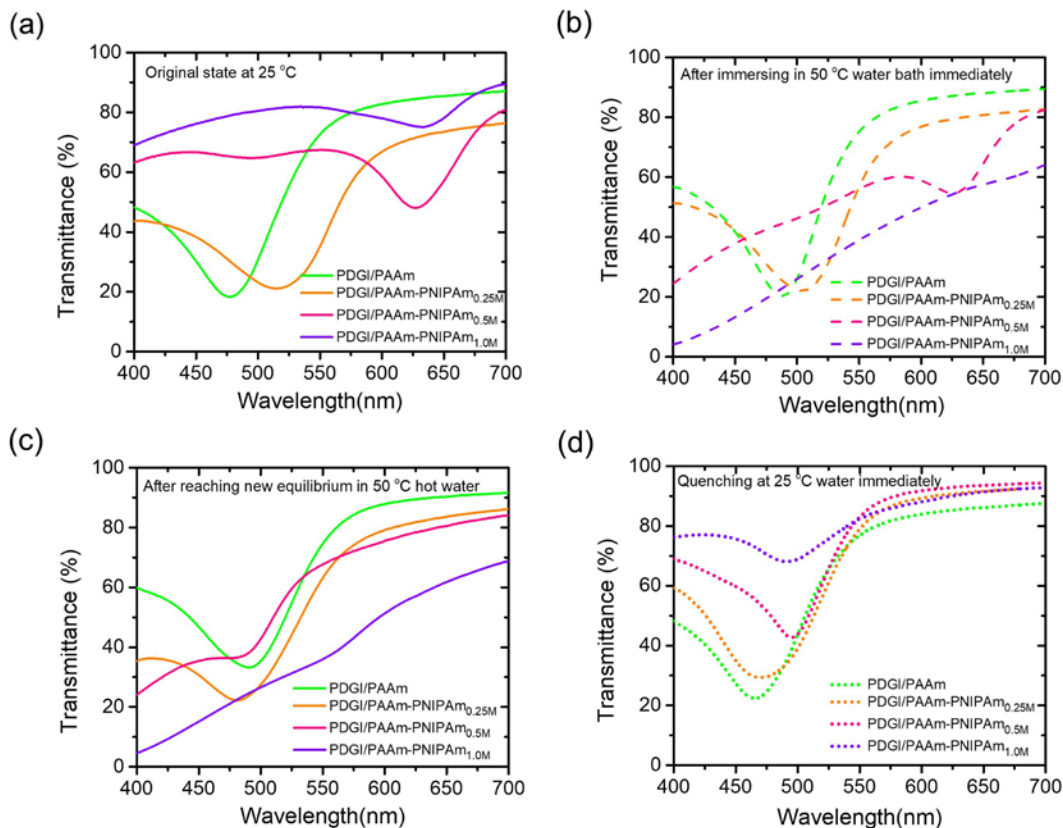 (a)
Original state at 25 °C
Transmittance (%)
100
80
60
40
20
0
PDGI/PAAm
PDGI/PAAm-PNIPAm0.25M
PDGI/PAAm-PNIPAm0.5M
PDGI/PAAm-PNIPAm1.0M
400 450 500 550 600 650 700
Wavelength(nm)
(b)
After immersing in 50 °C water bath immediately
Transmittance (%)
100
80
60
40
20
0
PDGI/PAAm
PDGI/PAAm-PNIPAm0.25M
PDGI/PAAm-PNIPAm0.5M
PDGI/PAAm-PNIPAm1.0M
400 450 500 550 600 650 700
Wavelength(nm)
(c)
After reaching new equilibrium in 50 °C hot water
Transmittance (%)
100
80
60
40
20
0
PDGI/PAAm
PDGI/PAAm-PNIPAm0.25M
PDGI/PAAm-PNIPAm0.5M
PDGI/PAAm-PNIPAm1.0M
400 450 500 550 600 650 700
Wavelength(nm)
(d)
Quenching at 25 °C water immediately
Transmittance (%)
100
80
60
40
20
0
PDGI/PAAm
PDGI/PAAm-PNIPAm0.25M
PDGI/PAAm-PNIPAm0.5M
PDGI/PAAm-PNIPAm1.0M
400 450 500 550 600 650 700
Wavelength(nm)